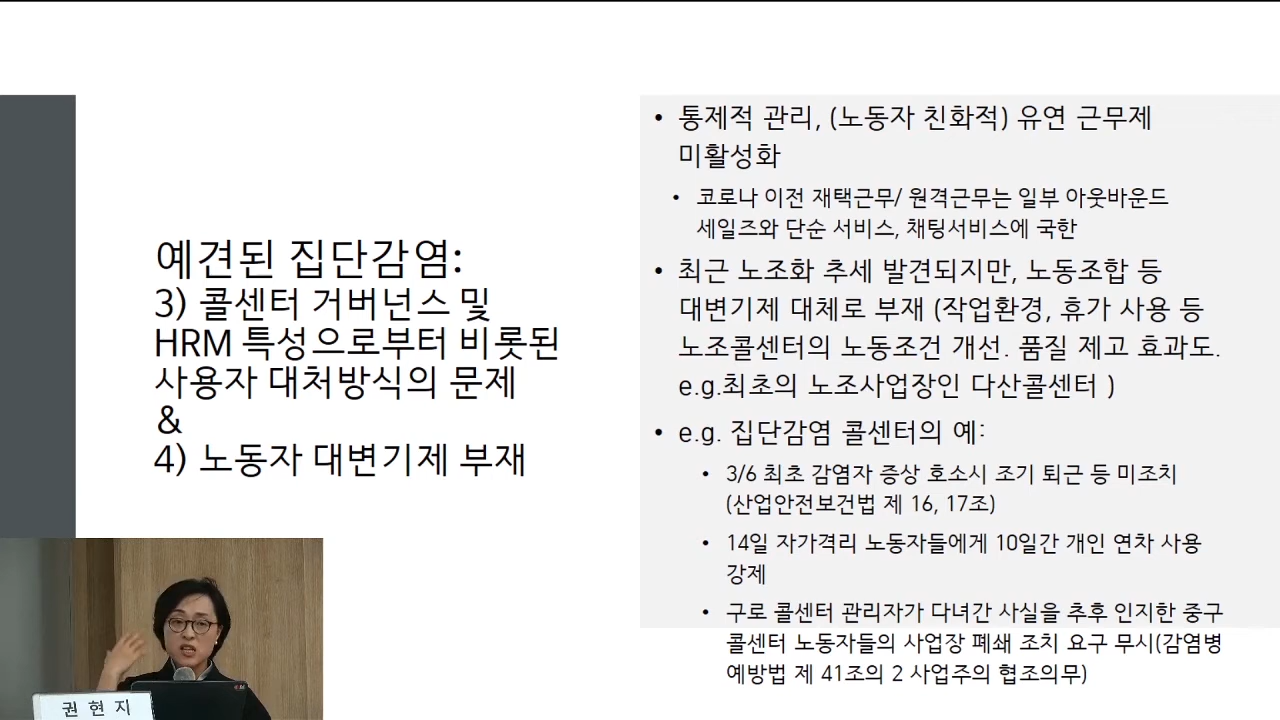 예견된 집단감염:
3) 콜센터 거버넌스 및
HRM 특성으로부터 비롯된
사용자 대처방식의 문제
&
4) 노동자 대변기제 부재
• 통제적 관리, (노동자 친화적) 유연 근무제
미활성화
• 코로나 이전 재택근무/ 원격근무는 일부 아웃바운드
세일즈와 단순 서비스, 채팅서비스에 국한
• 최근 노조화 추세 발견되지만, 노동조합 등
대변기제 대체로 부재 (작업환경, 휴가 사용 등
노조콜센터의 노동조건 개선. 품질 제고 효과도.
e.g.최초의 노조사업장인 다산콜센터 )
• e.g. 집단감염 콜센터의 예:
• 3/6 최초 감염자 증상 호소시 조기 퇴근 등 미조치
(산업안전보건법 제 16, 17조)
• 14일 자가격리 노동자들에게 10일간 개인 연차 사용
강제
• 구로 콜센터 관리자가 다녀간 사실을 추후 인지한 중구
콜센터 노동자들의 사업장 폐쇄 조치 요구 무시(감염병
예방법 제 41조의 2 사업주의 협조의무)
권 현 지